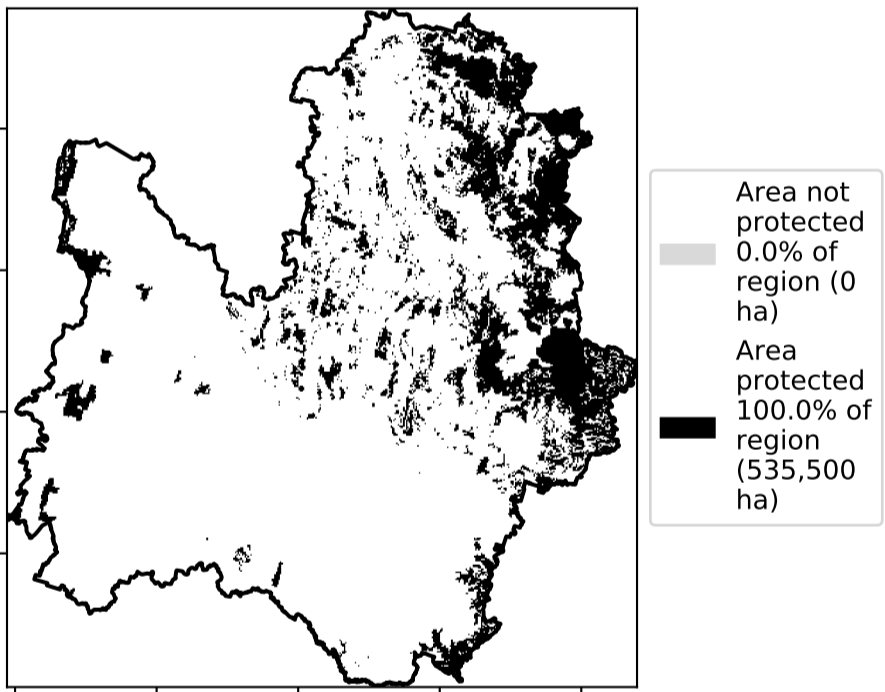 Area not
protected
0.0% of
region (0
ha)
Area
protected
100.0% of
region
(535,500
ha)